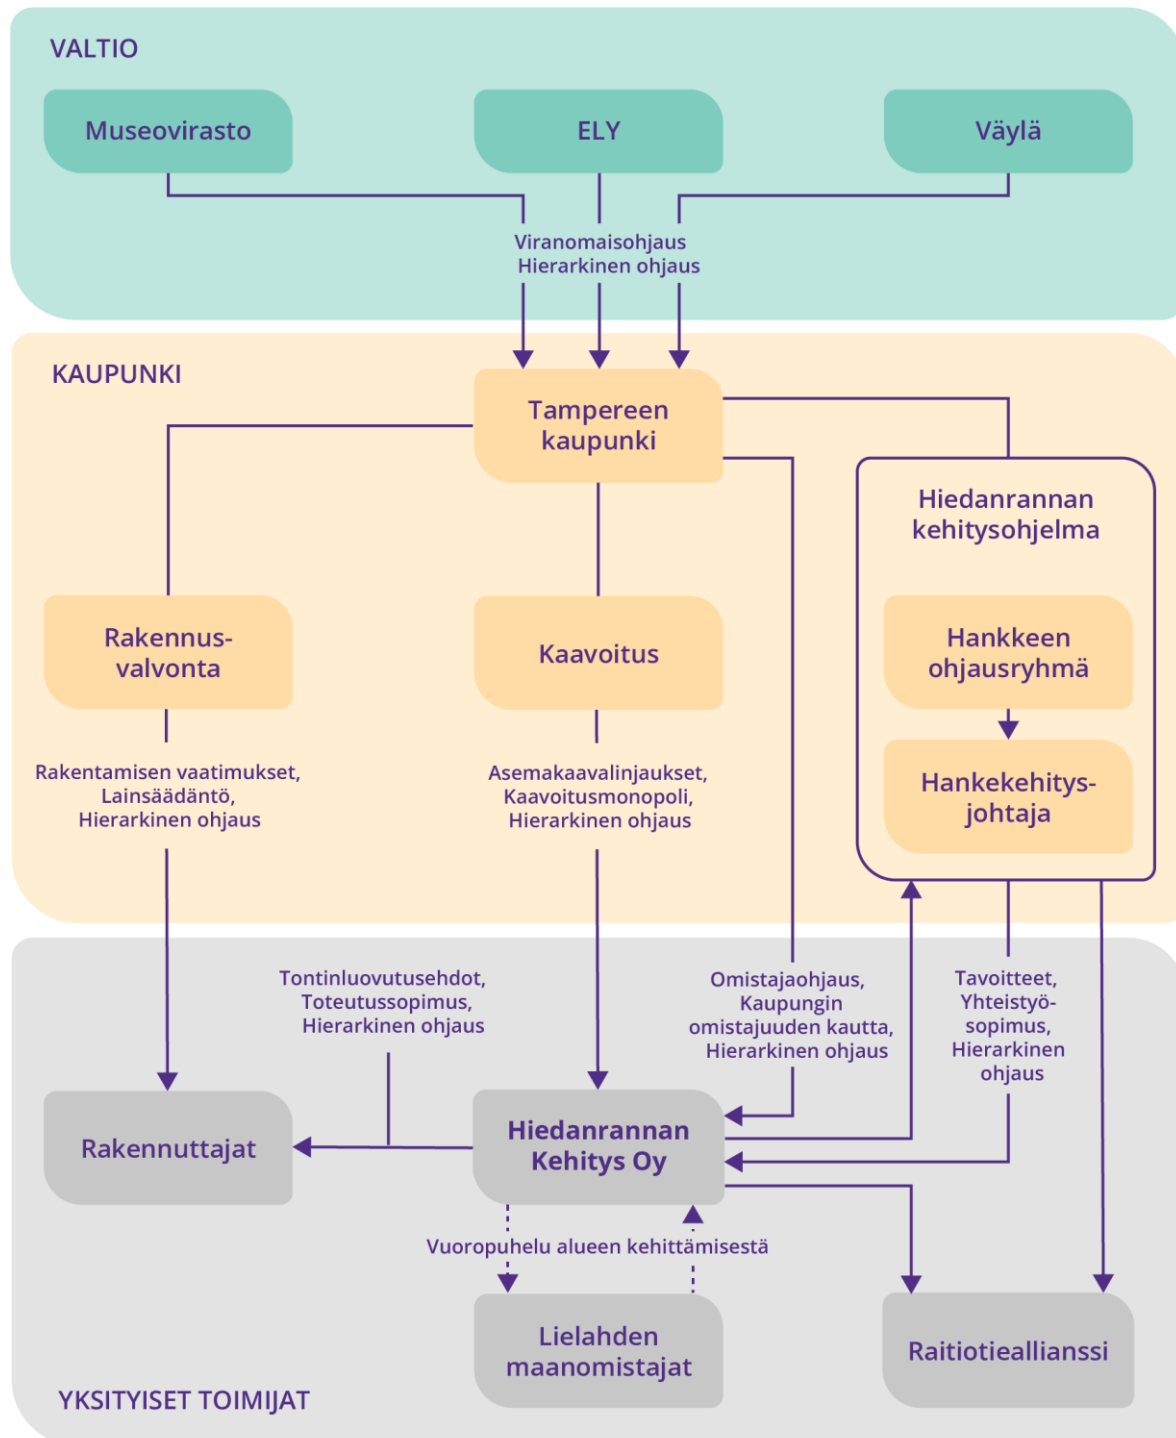 VALTIO
Museovirasto
ELY
Väylä
Viranomaisohjaus
Hierarkinen ohjaus
KAUPUNKI
Tampereen
kaupunki
Hiedanrannan
kehitysohjelma
Rakennus-
valvonta
Kaavoitus
Hankkeen
ohjausryhmä
Hankekehitys-
johtaja
Rakentamisen vaatimukset,
Lainsäädäntö,
Hierarkinen ohjaus
Asemakaavalinjaukset,
Kaavoitusmonopoli,
Hierarkinen ohjaus
Tontinluovutusehdot,
Toteutussopimus,
Hierarkinen ohjaus
Omistajaohjaus,
Kaupungin
omistajuuden kautta,
Hierarkinen ohjaus
Tavoitteet,
Yhteistyö-
sopimus,
Hierarkinen
ohjaus
Rakennuttajat
Hiedanrannan
Kehitys Oy
Vuoropuhelu alueen kehittämisestä
Lielahden
maanomistajat
Raitiotieallianssi
YKSITYISET TOIMIJAT